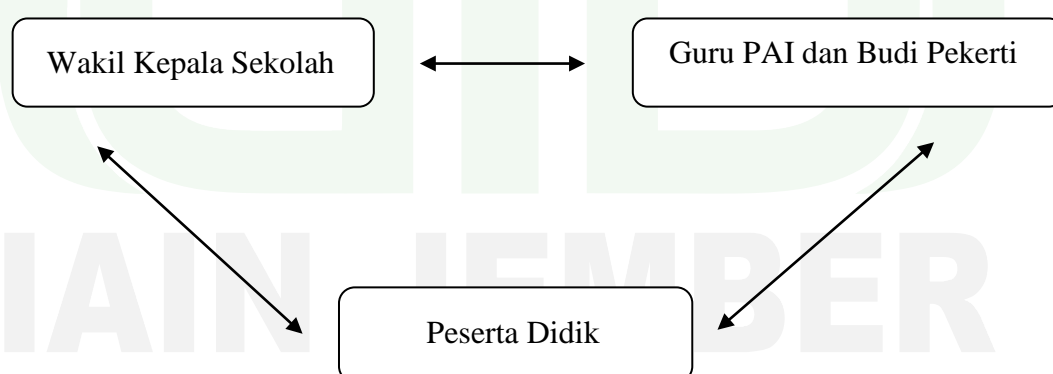 Wakil Kepala Sekolah
Guru PAI dan Budi Pekerti
Peserta Didik
IAIN JEMBER